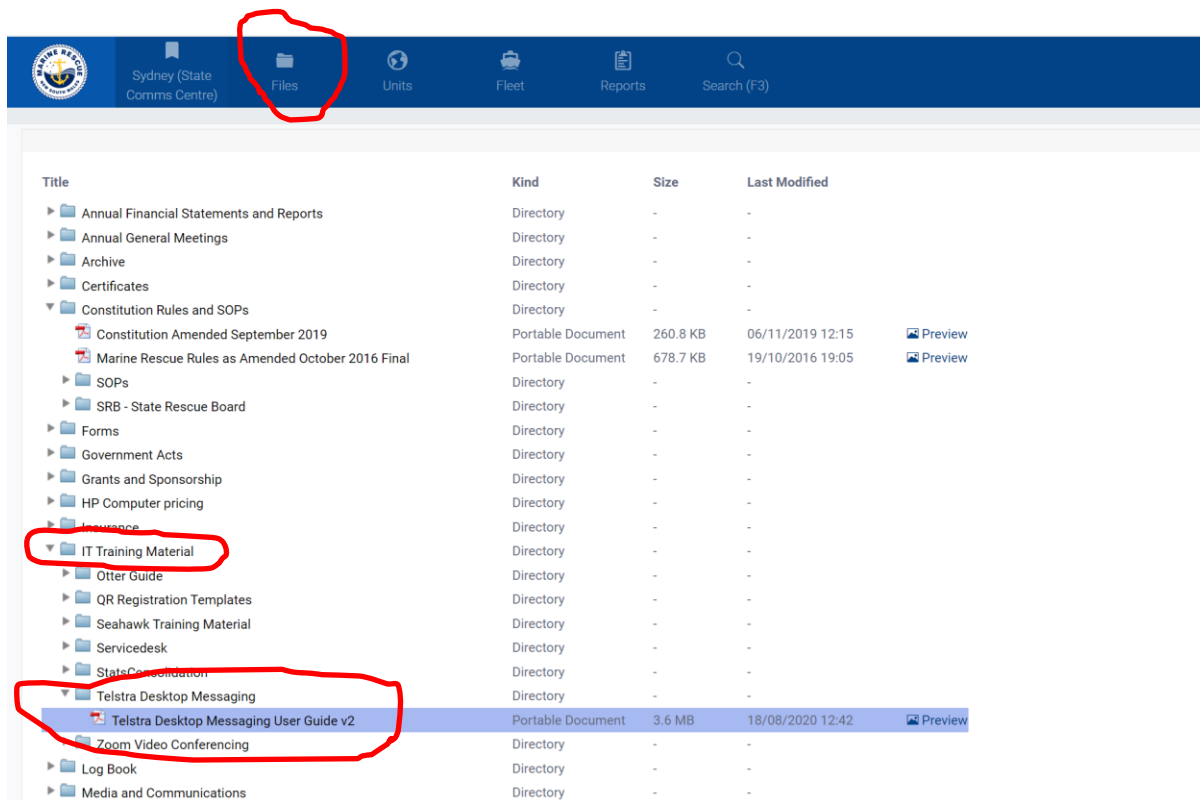 MARINE RESCUE
NEW SOUTH WALES
Sydney (State
Comms Centre)
Files
Units
Fleet
Reports
Search (F3)
Title Kind Size Last Modified
Annual Financial Statements and Reports Directory - -
Annual General Meetings Directory - -
Archive Directory - -
Certificates Directory - -
Constitution Rules and SOPs Directory - -
Constitution Amended September 2019 Portable Document 260.8 KB 06/11/2019 12:15 Preview
Marine Rescue Rules as Amended October 2016 Final Portable Document 678.7 KB 19/10/2016 19:05 Preview
SOPs Directory - -
SRB - State Rescue Board Directory - -
Forms Directory - -
Government Acts Directory - -
Grants and Sponsorship Directory - -
HP Computer pricing Directory - -
Insurance Directory - -
IT Training Material Directory - -
Otter Guide Directory - -
QR Registration Templates Directory - -
Seahawk Training Material Directory - -
Servicedesk Directory - -
StatsConsolidation Directory - -
Telstra Desktop Messaging Directory - -
Telstra Desktop Messaging User Guide v2 Portable Document 3.6 MB 18/08/2020 12:42 Preview
Zoom Video Conferencing Directory - -
Log Book Directory - -
Media and Communications Directory - -